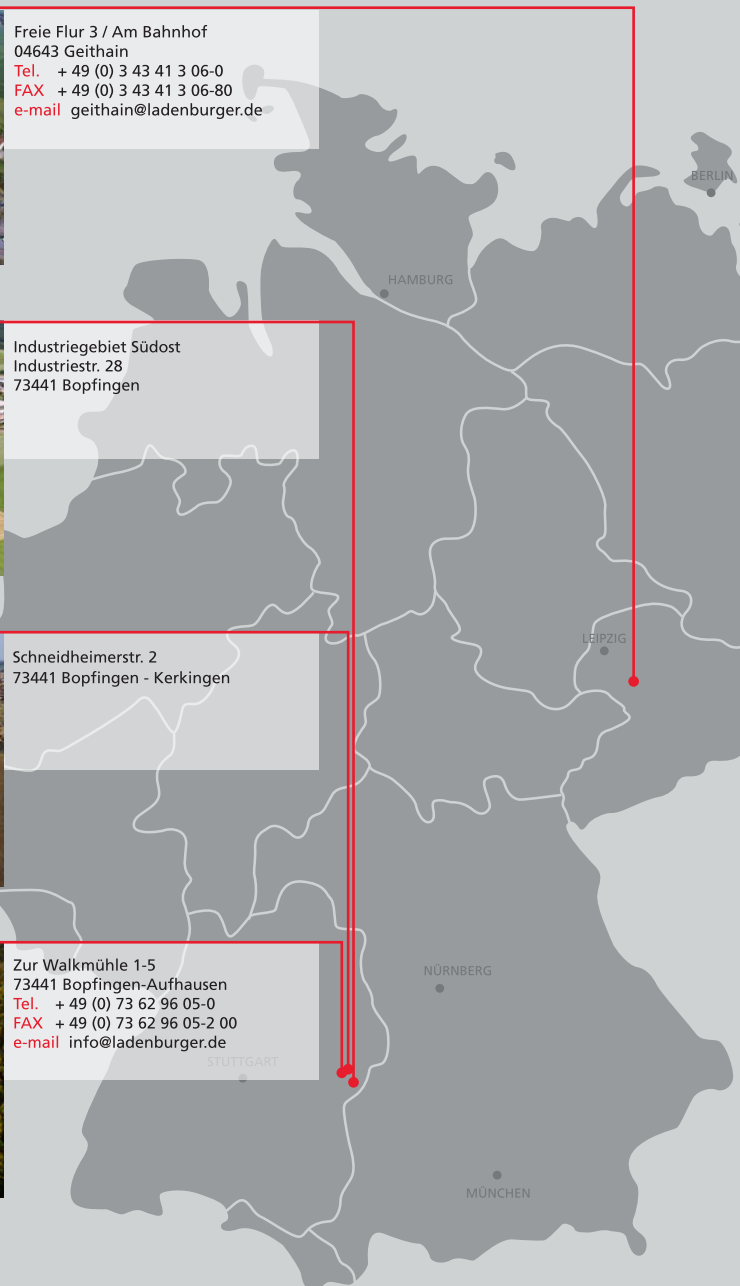 Freie Flur 3 / Am Bahnhof
04643 Geithain
Tel. + 49 (0) 3 43 41 3 06-0
FAX + 49 (0) 3 43 41 3 06-80
e-mail geithain@ladenburger.de
BERLIN
HAMBURG
Industriegebiet Südost
Industriestr. 28
73441 Bopfingen
LEIPZIG
Schneidheimerstr. 2
73441 Bopfingen - Kerkingen
NÜRNBERG
Zur Walkmühle 1-5
73441 Bopfingen-Aufhausen
Tel. + 49 (0) 73 62 96 05-0
FAX + 49 (0) 73 62 96 05-2 00
e-mail info@ladenburger.de
STUTTGART
MÜNCHEN